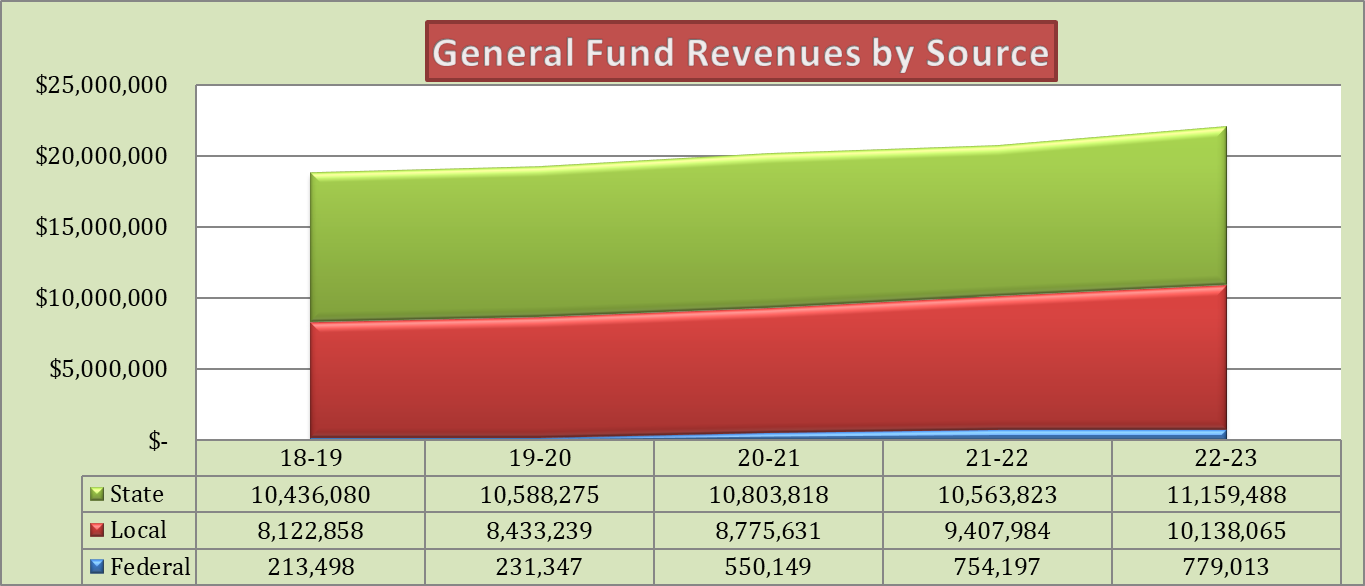 General Fund Revenues by Source
$25,000,000
$20,000,000
$15,000,000
$10,000,000
$5,000,000
$-
18-19 19-20 20-21 21-22 22-23
State 10,436,080 10,588,275 10,803,818 10,563,823 11,159,488
Local 8,122,858 8,433,239 8,775,631 9,407,984 10,138,065
Federal 213,498 231,347 550,149 754,197 779,013